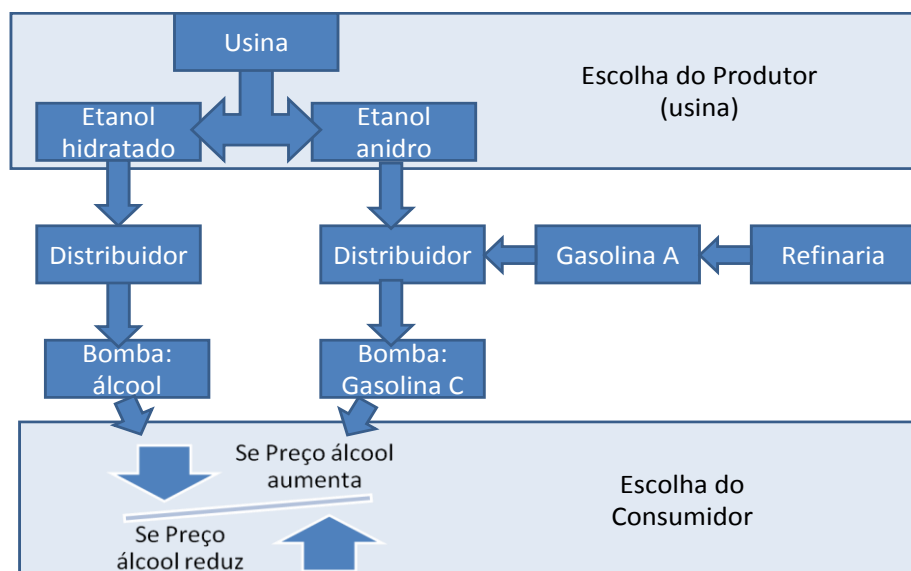 Usina
Escolha do Produtor
(usina)
Etanol
hidratado
Etanol
anidro
Distribuidor
Distribuidor
Gasolina A
Refinaria
Bomba:
álcool
Bomba:
Gasolina C
Se Preço álcool
aumenta
Se Preço
álcool reduz
Escolha do
Consumidor